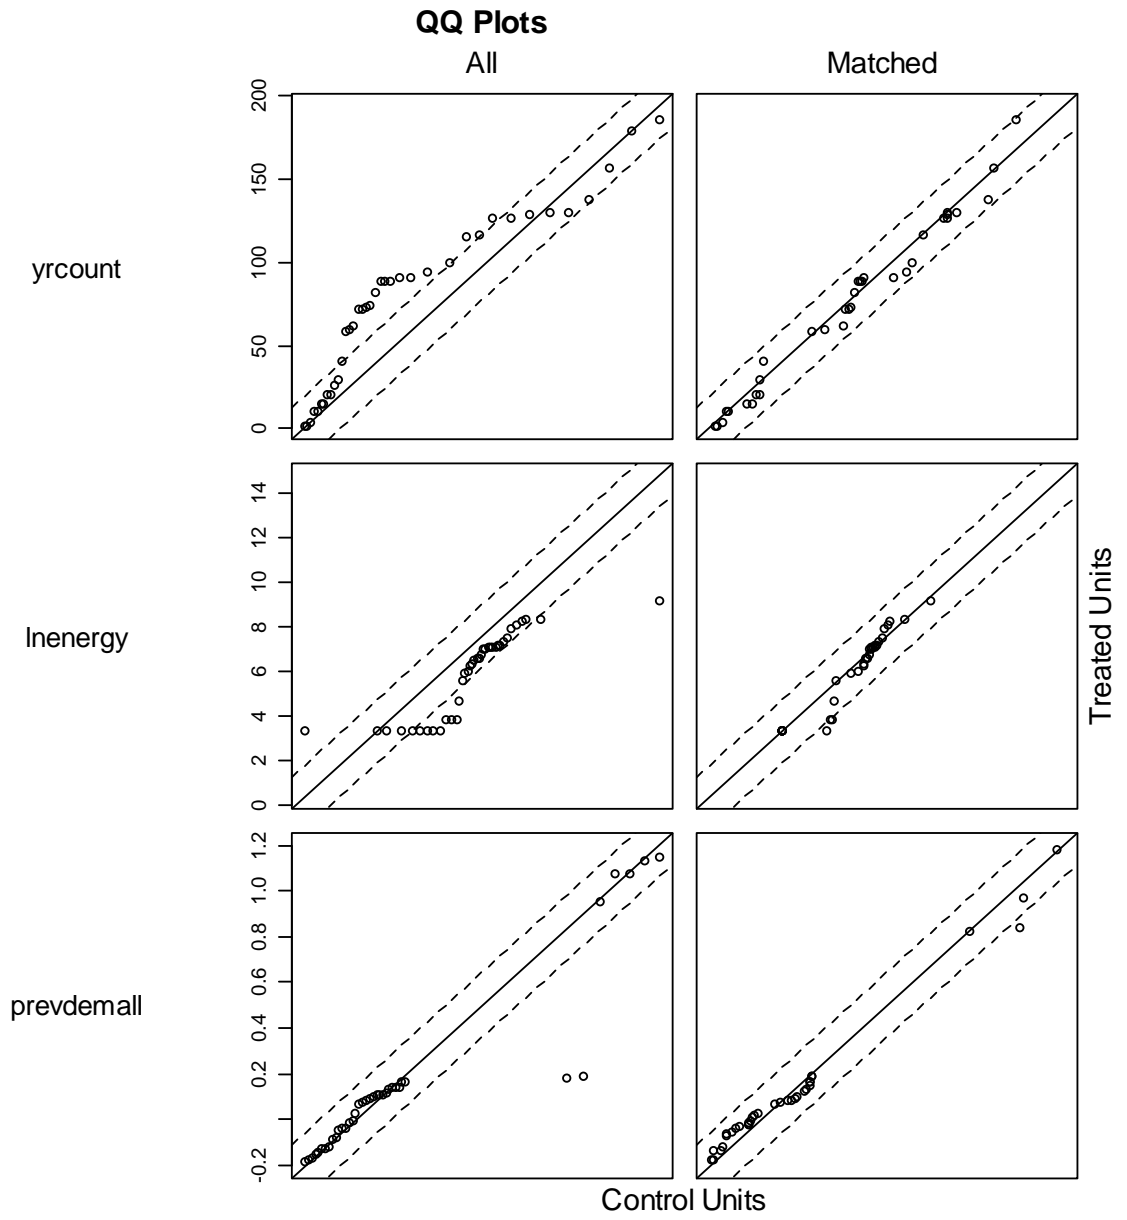 QQ Plots
All Matched
yrcount
0 50 100 150 200
lnenergy
0 2 4 6 8 10 12 14
prevdemall
-0.2 0.2 0.4 0.6 0.8 1.0 1.2
Control Units
Treated Units